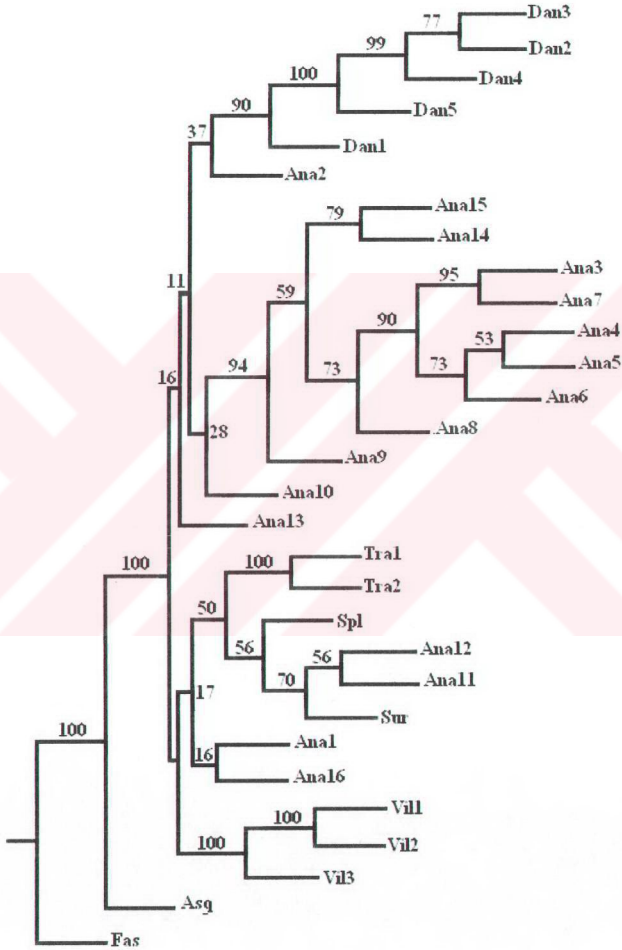 77
Dan3
Dan2
99
Dan4
100
Dan5
90
Dan1
37
Ana2
79
Ana15
Ana14
11
59
95
Ana3
Ana7
90
53
Ana4
Ana5
16
94
73
73
Ana6
28
Ana8
Ana9
Ana10
Ana13
100
100
Tra1
Tra2
50
Spl
56
56
Ana12
70
Ana11
17
Sur
100
16
Ana1
Ana16
100
Vil1
100
Vil2
Vil3
Asq
Fas